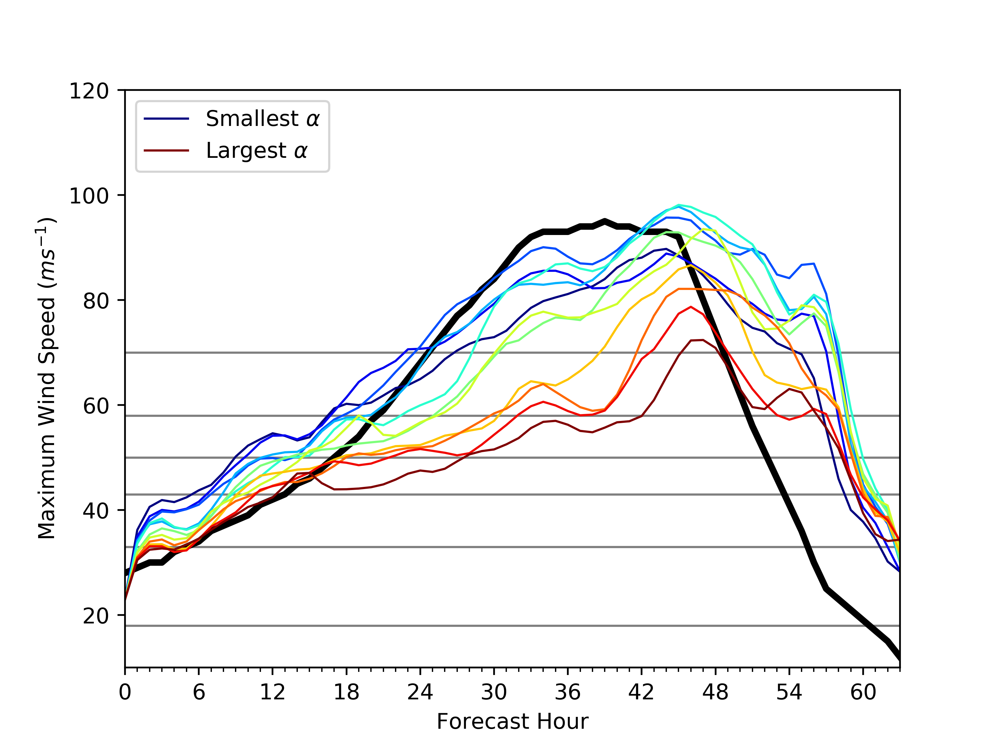 120
100
80
60
40
20
Maximum Wind Speed (ms⁻¹)
Smallest α
Largest α
0 6 12 18 24 30 36 42 48 54 60
Forecast Hour